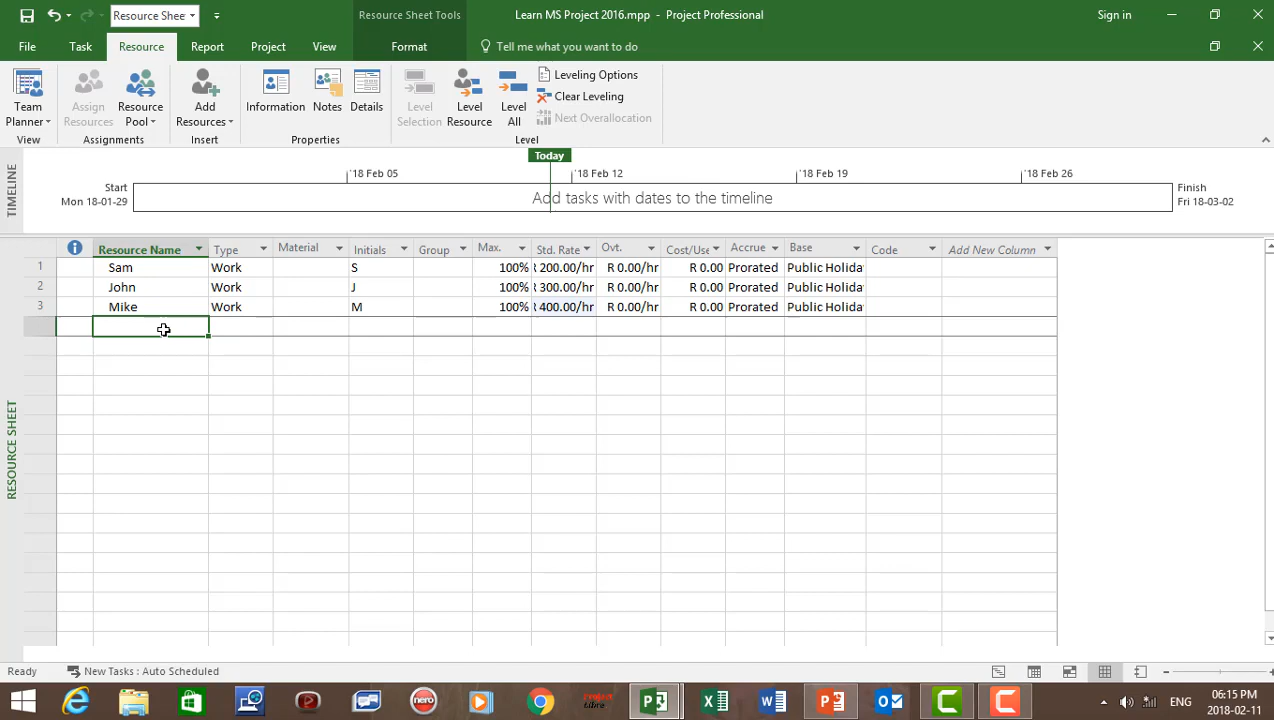 Resource Shee
Resource Sheet Tools
Learn MS Project 2016.mpp - Project Professional
Sign in
File Task Resource Report Project View Format Tell me what you want to do
Team Planner
Assign Resources
Resource Pool
Add Resources
Information
Notes
Details
Level Selection
Level Resource
Level All
Leveling Options
Clear Leveling
Next Overallocation
View Assignments Insert Properties Level
TIMELINE
Today
'18 Feb 05 '18 Feb 12 '18 Feb 19 '18 Feb 26
Start
Mon 18-01-29
Add tasks with dates to the timeline
Finish
Fri 18-03-02
Resource Name Type Material Initials Group Max. Std. Rate Ovt. Cost/Use Accrue Base Code Add New Column
1 Sam Work S 100% R 200.00/hr R 0.00/hr R 0.00 Prorated Public Holida
2 John Work J 100% R 300.00/hr R 0.00/hr R 0.00 Prorated Public Holida
3 Mike Work M 100% R 400.00/hr R 0.00/hr R 0.00 Prorated Public Holida
RESOURCE SHEET
Ready New Tasks : Auto Scheduled
nero
ENG
06:15 PM
2018-02-11